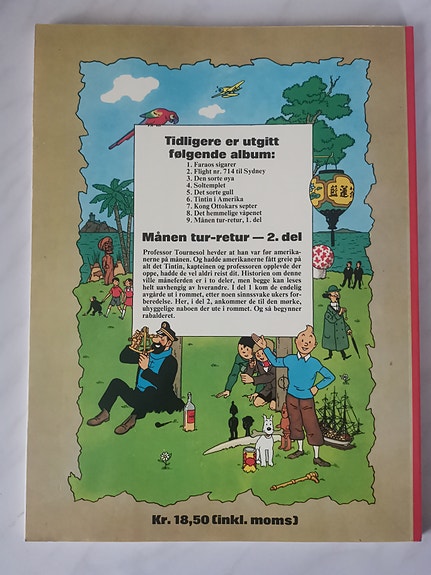 Tidligere er utgitt
følgende album:
1. Faraos sigarer
2. Flight nr. 714 til Sydney
3. Den sorte øya
4. Soltemplet
5. Det sorte gull
6. Tintin i Amerika
7. Kong Ottokars septer
8. Det hemmelige våpenet
9. Månen tur-retur, 1. del
Månen tur-retur — 2. del
Professor Tournesol hevder at han var før amerika-
nerne på månen. Og hadde amerikanerne fått greie på
alt det Tintin, kapteinen og professoren opplevde der
oppe, hadde de vel aldri reist dit. Historien om denne
ville måneferden er i to deler, men begge kan leses
helt uavhengig av hverandre. I del 1 kom de endelig
avgårde ut i rommet, etter noen sinnssvake ukers for-
beredelse. Her, i del 2, ankommer de til den mørke,
uhyggelige naboen der ute i rommet. Og så begynner
rabalderet.
Kr. 18,50 (inkl. moms)